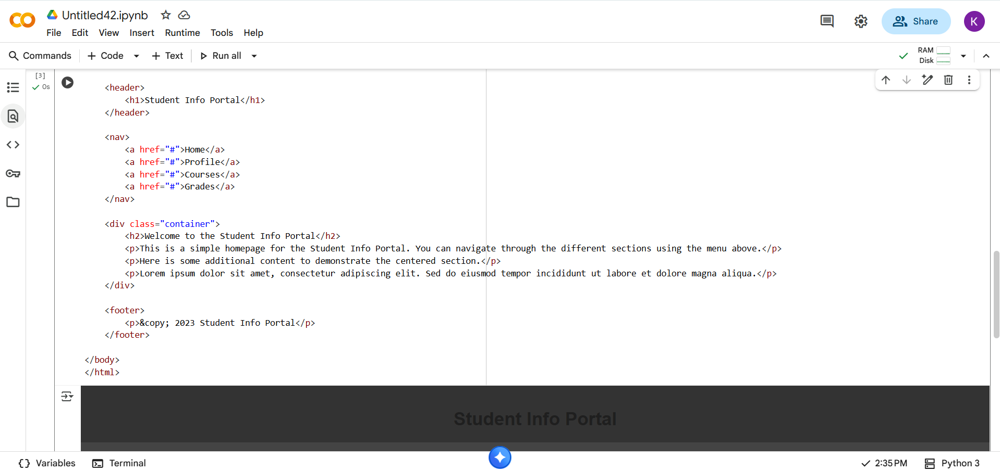 Untitled42.ipynb
File Edit View Insert Runtime Tools Help
Share
K
Commands + Code + Text Run all
RAM
Disk
[3]
0s
<header>
<h1>Student Info Portal</h1>
</header>
<nav>
<a href="#">Home</a>
<a href="#">Profile</a>
<a href="#">Courses</a>
<a href="#">Grades</a>
</nav>
<div class="container">
<h2>Welcome to the Student Info Portal</h2>
<p>This is a simple homepage for the Student Info Portal. You can navigate through the different sections using the menu above.</p>
<p>Here is some additional content to demonstrate the centered section.</p>
<p>Lorem ipsum dolor sit amet, consectetur adipiscing elit. Sed do eiusmod tempor incididunt ut labore et dolore magna aliqua.</p>
</div>
<footer>
<p>&copy; 2023 Student Info Portal</p>
</footer>
</body>
</html>
Student Info Portal
Variables Terminal 2:35 PM Python 3